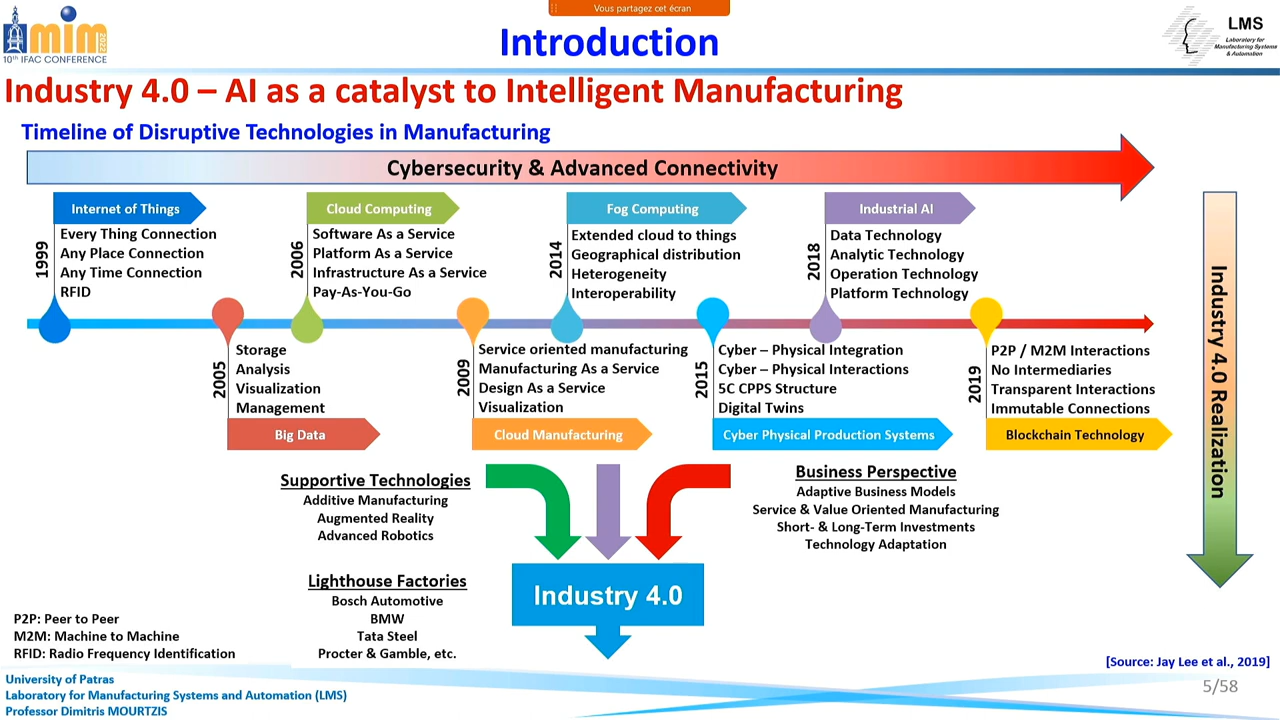 Vous partagez cet écran
mim
2022
10th IFAC CONFERENCE
Introduction
LMS
Laboratory for
Manufacturing Systems
& Automation
Industry 4.0 – AI as a catalyst to Intelligent Manufacturing
Timeline of Disruptive Technologies in Manufacturing
Cybersecurity & Advanced Connectivity
Internet of Things
1999
Every Thing Connection
Any Place Connection
Any Time Connection
RFID
Cloud Computing
2006
Software As a Service
Platform As a Service
Infrastructure As a Service
Pay-As-You-Go
Fog Computing
2014
Extended cloud to things
Geographical distribution
Heterogeneity
Interoperability
Industrial AI
2018
Data Technology
Analytic Technology
Operation Technology
Platform Technology
2005
Storage
Analysis
Visualization
Management
Big Data
2009
Service oriented manufacturing
Manufacturing As a Service
Design As a Service
Visualization
Cloud Manufacturing
2015
Cyber – Physical Integration
Cyber – Physical Interactions
5C CPPS Structure
Digital Twins
Cyber Physical Production Systems
2019
P2P / M2M Interactions
No Intermediaries
Transparent Interactions
Immutable Connections
Blockchain Technology
Industry 4.0 Realization
Supportive Technologies
Additive Manufacturing
Augmented Reality
Advanced Robotics
Business Perspective
Adaptive Business Models
Service & Value Oriented Manufacturing
Short- & Long-Term Investments
Technology Adaptation
Lighthouse Factories
Bosch Automotive
BMW
Tata Steel
Procter & Gamble, etc.
Industry 4.0
P2P: Peer to Peer
M2M: Machine to Machine
RFID: Radio Frequency Identification
[Source: Jay Lee et al., 2019]
University of Patras
Laboratory for Manufacturing Systems and Automation (LMS)
Professor Dimitris MOURTZIS
5/58